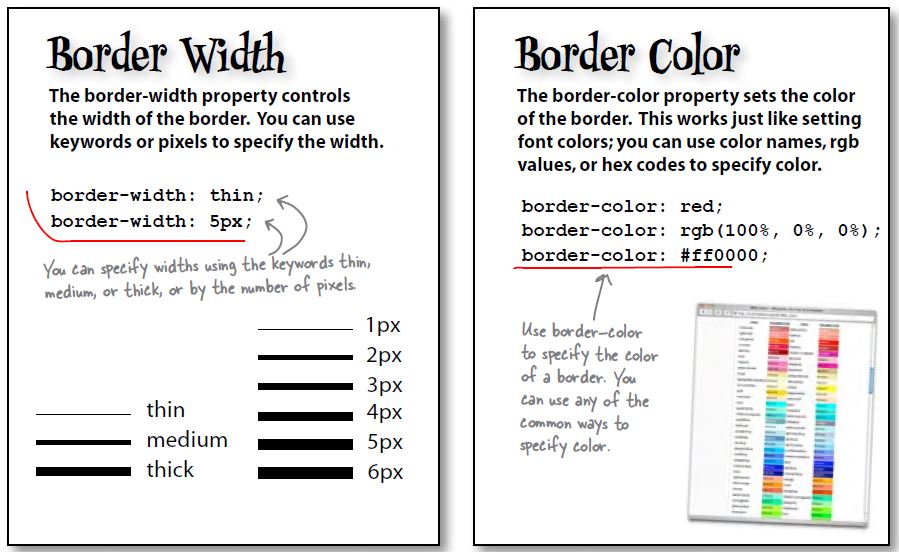 Border Width
The border-width property controls
the width of the border. You can use
keywords or pixels to specify the width.
border-width: thin;
border-width: 5px;
You can specify widths using the keywords thin,
medium, or thick, or by the number of pixels.
1px
2px
3px
4px
5px
6px
thin
medium
thick
Border Color
The border-color property sets the color
of the border. This works just like setting
font colors; you can use color names, rgb
values, or hex codes to specify color.
border-color: red;
border-color: rgb(100%, 0%, 0%);
border-color: #ff0000;
Use border-color
to specify the color
of a border. You
can use any of the
common ways to
specify color.